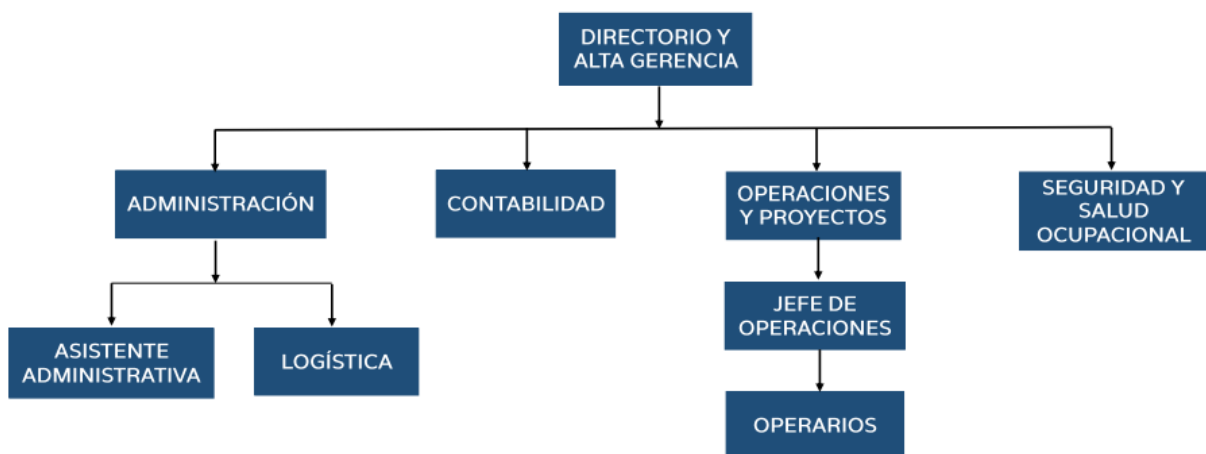 DIRECTORIO Y
ALTA GERENCIA
ADMINISTRACIÓN
CONTABILIDAD
OPERACIONES
Y PROYECTOS
SEGURIDAD Y
SALUD
OCUPACIONAL
ASISTENTE
ADMINISTRATIVA
LOGÍSTICA
JEFE DE
OPERACIONES
OPERARIOS